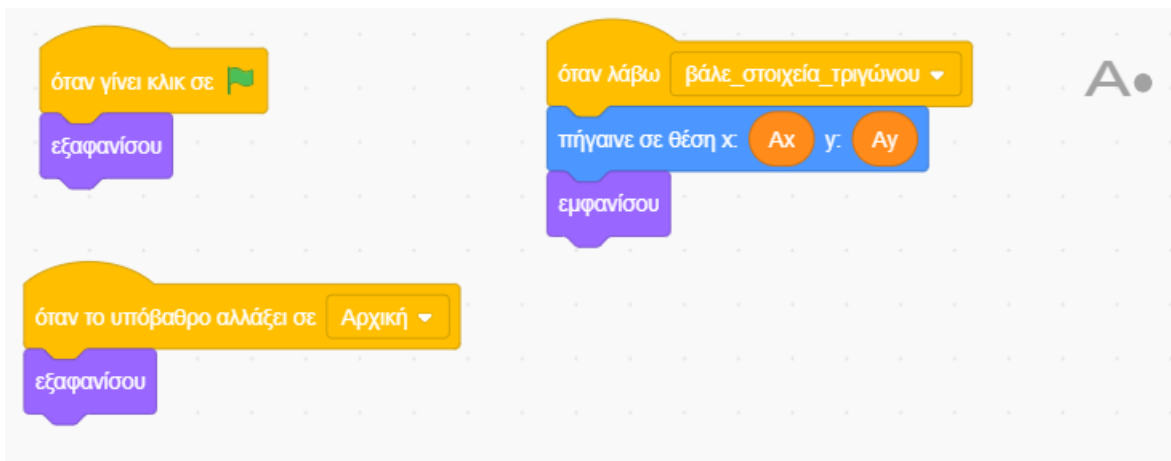 όταν γίνει κλικ σε
εξαφανίσου
όταν λάβω βάλε_στοιχεία_τριγώνου
πήγαινε σε θέση x: Ax y: Ay
εμφανίσου
A
όταν το υπόβαθρο αλλάξει σε Αρχική
εξαφανίσου